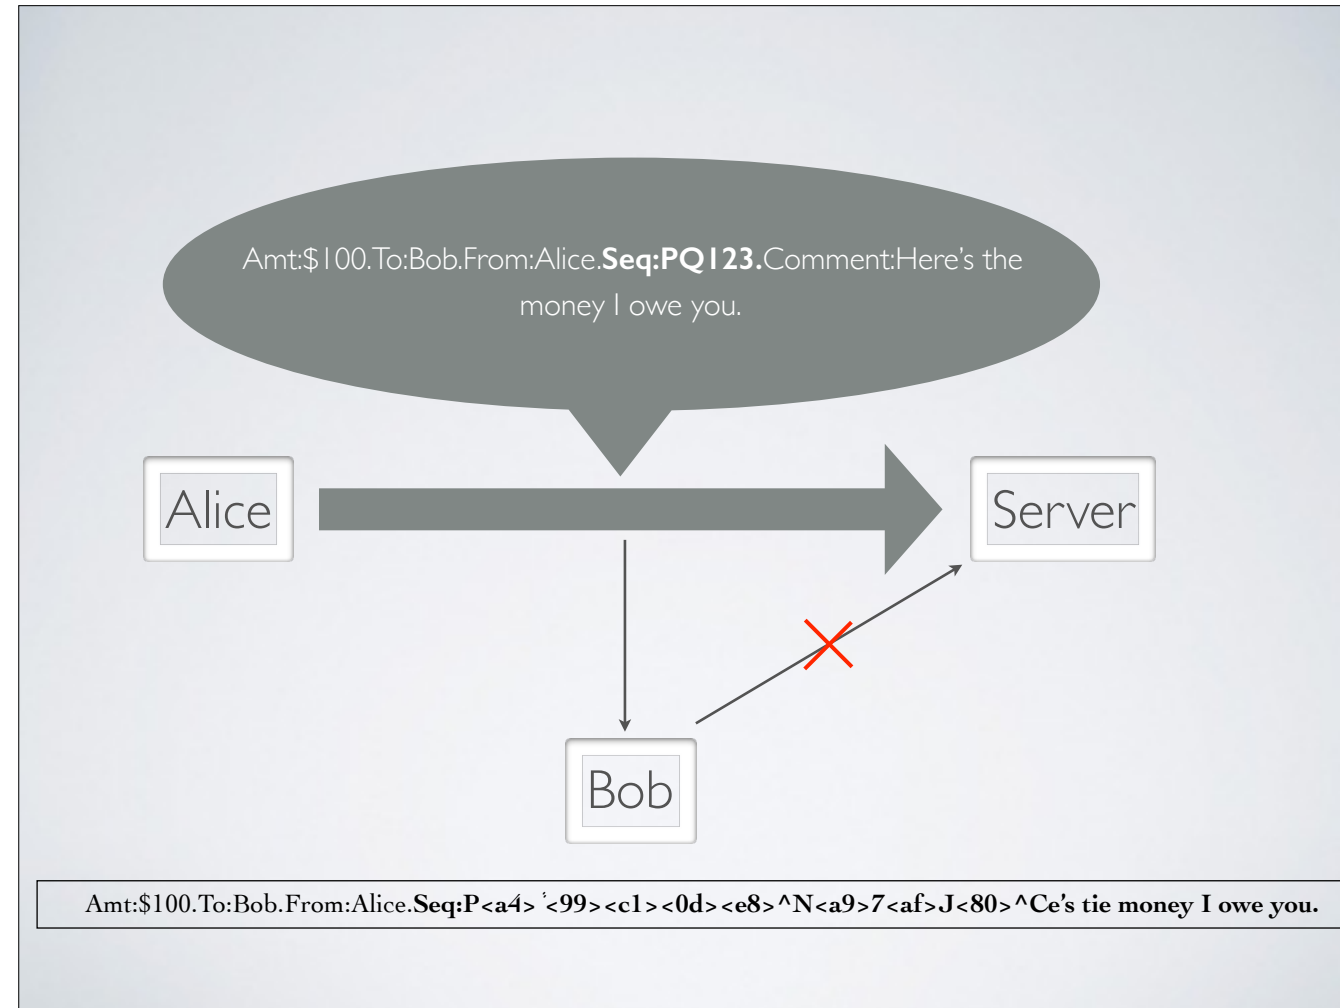 Amt:$100.To:Bob.From:Alice.Seq:PQ123.Comment:Here's the
money I owe you.
Alice
Server
Bob
Amt:$100.To:Bob.From:Alice.Seq:P<a4> <99><c1><0d><e8>^N<a9>7<af>J<80>^Ce's tie money I owe you.